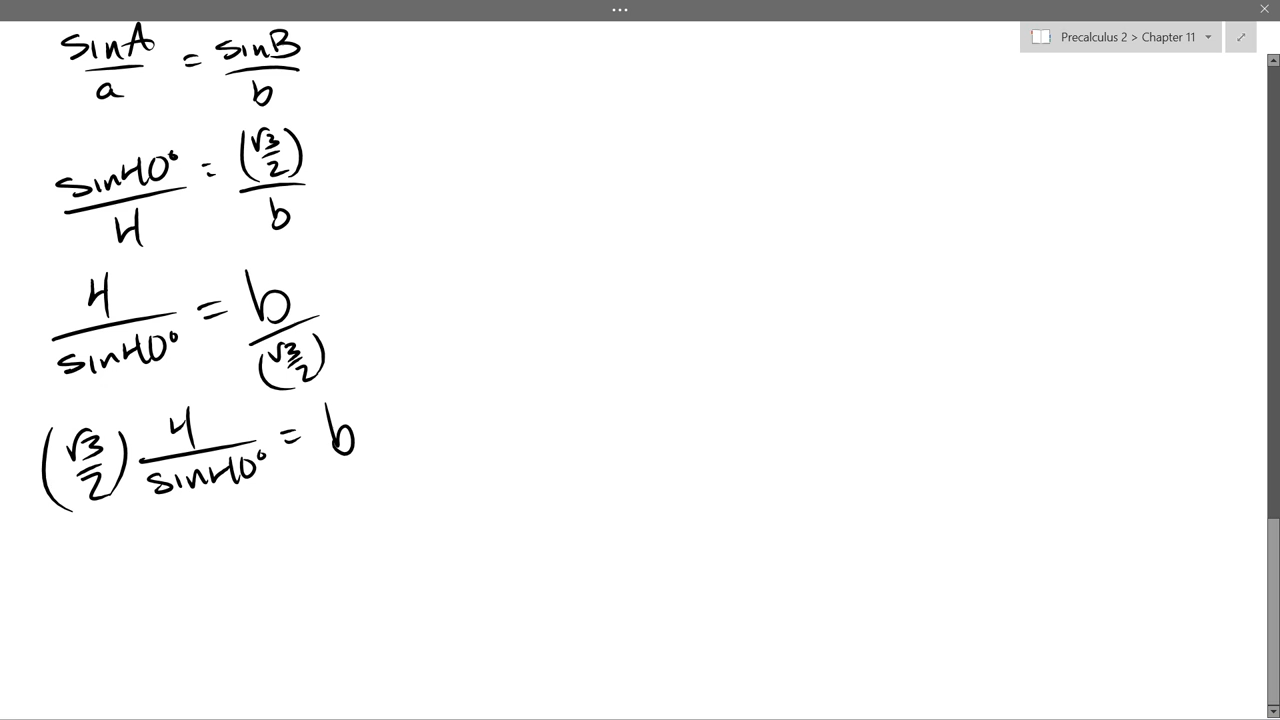 Precalculus 2 > Chapter 11
sinA/a = sinB/b
sin40°/4 = (√3/2)/b
4/sin40° = b/(√3/2)
(√3/2) 4/sin40° = b